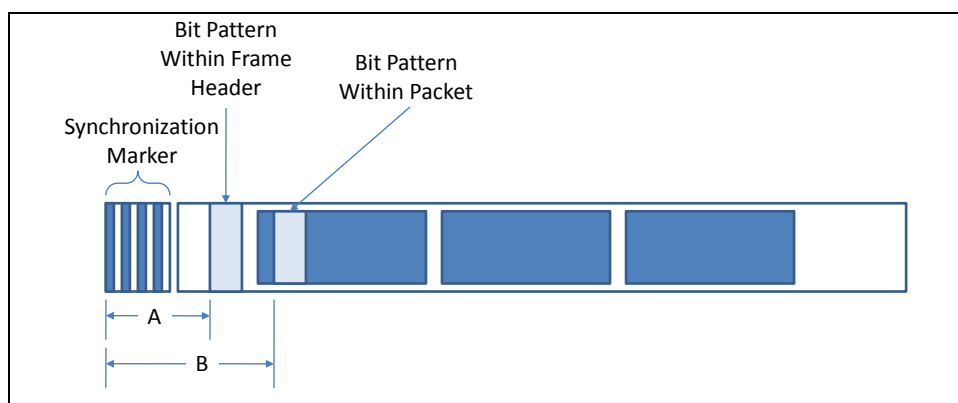 Bit Pattern
Within Frame
Header
Bit Pattern
Within Packet
Synchronization
Marker
A
B